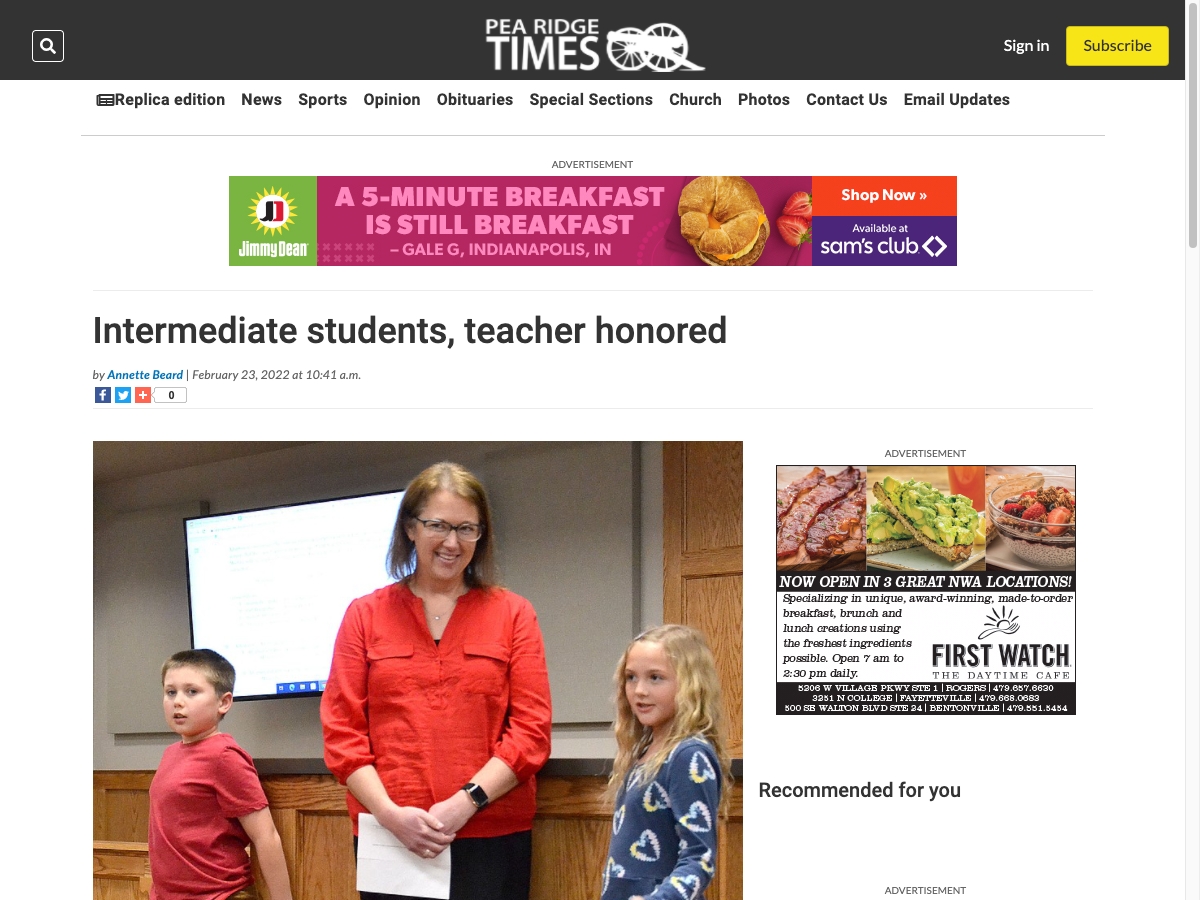 PEA RIDGE
TIMES
Sign in
Subscribe
Replica edition News Sports Opinion Obituaries Special Sections Church Photos Contact Us Email Updates
ADVERTISEMENT
A 5-MINUTE BREAKFAST
IS STILL BREAKFAST
– GALE G, INDIANAPOLIS, IN
JD
Jimmy Dean
Shop Now »
Available at
sam's club
Intermediate students, teacher honored
by Annette Beard | February 23, 2022 at 10:41 a.m.
0
ADVERTISEMENT
NOW OPEN IN 3 GREAT NWA LOCATIONS!
Specializing in unique, award-winning, made-to-order
breakfast, brunch and
lunch creations using
the freshest ingredients
possible. Open 7 am to
2:30 pm daily.
FIRST WATCH
THE DAYTIME CAFE
5206 W VILLAGE PKWY STE 1 | ROGERS | 479.657.6630
3251 N COLLEGE | FAYETTEVILLE | 479.668.0683
500 SE WALTON BLVD STE 24 | BENTONVILLE | 479.551.5454
Recommended for you
ADVERTISEMENT